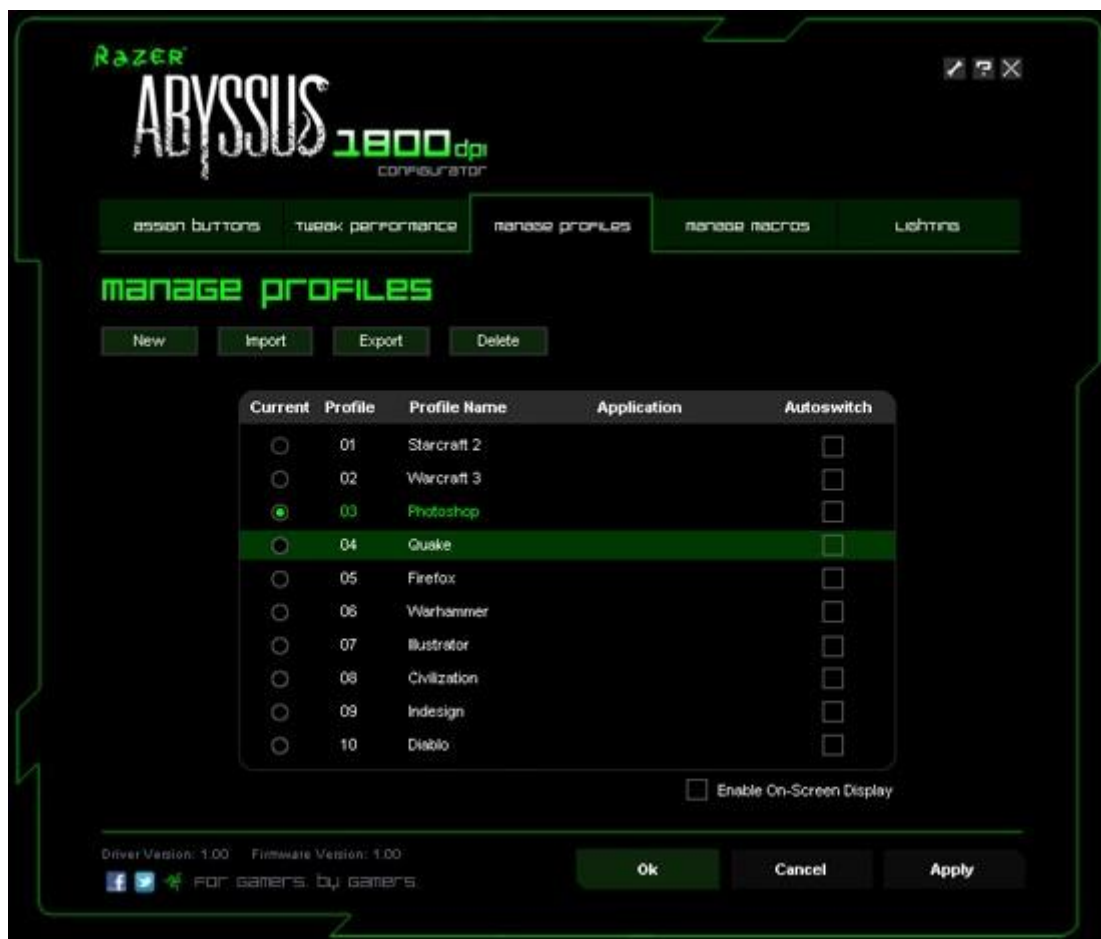 RAZER
ABYSSUS
1800dpi
configurator
assign buttons tweak performance manage profiles manage macros Lighting
manage profiles
New Import Export Delete
Current Profile Profile Name Application Autoswitch
01 Starcraft 2
02 Warcraft 3
03 Photoshop
04 Quake
05 Firefox
06 Warhammer
07 Illustrator
08 Civilization
09 Indesign
10 Diablo
Enable On-Screen Display
Driver Version: 1.00 Firmware Version: 1.00
Ok Cancel Apply
For gamers. by gamers.